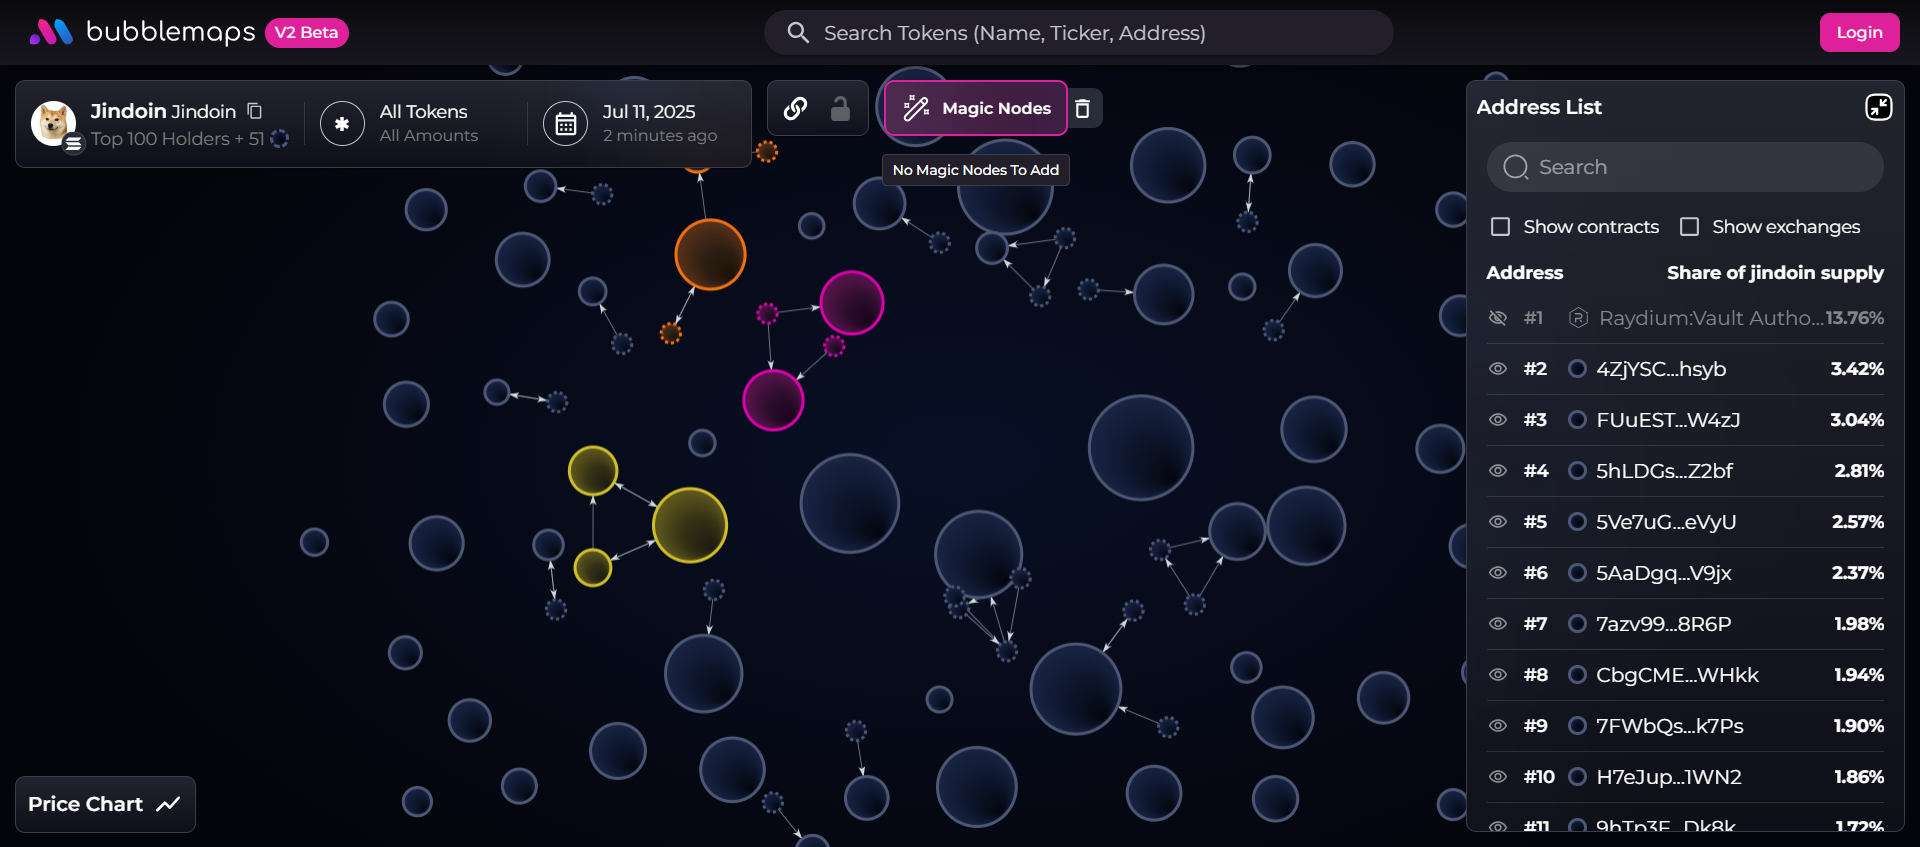 bubblemaps V2 Beta
Search Tokens (Name, Ticker, Address)
Login
Jindoin Jindoin
Top 100 Holders + 51
All Tokens
All Amounts
Jul 11, 2025
2 minutes ago
Magic Nodes
No Magic Nodes To Add
Address List
Search
Show contracts Show exchanges
Address Share of jindoin supply
#1 Raydium:Vault Autho... 13.76%
#2 4ZjYSC...hsyb 3.42%
#3 FUuEST...W4zJ 3.04%
#4 5hLDGs...Z2bf 2.81%
#5 5Ve7uG...eVyU 2.57%
#6 5AaDgq...V9jx 2.37%
#7 7azv99...8R6P 1.98%
#8 CbgCME...WHkk 1.94%
#9 7FWbQs...k7Ps 1.90%
#10 H7eJup...1WN2 1.86%
#11 9hTp3F...Dk8k 1.72%
Price Chart